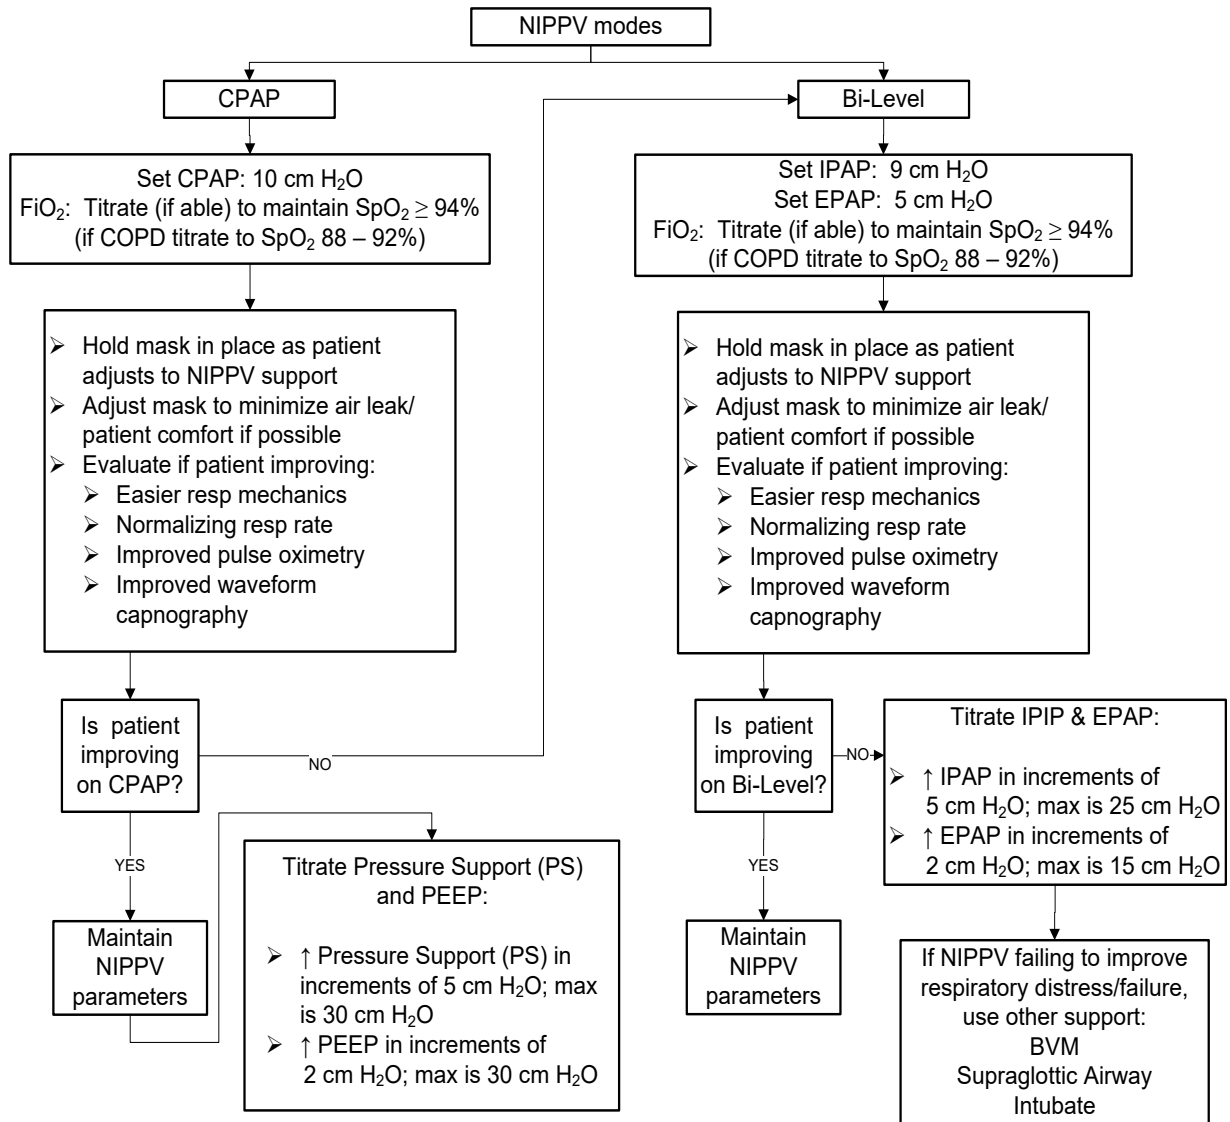 NIPPV modes
CPAP
Set CPAP: 10 cm H₂O
FiO₂: Titrate (if able) to maintain SpO₂ ≥ 94%
(if COPD titrate to SpO₂ 88 – 92%)
➢ Hold mask in place as patient
adjusts to NIPPV support
➢ Adjust mask to minimize air leak/
patient comfort if possible
➢ Evaluate if patient improving:
➢ Easier resp mechanics
➢ Normalizing resp rate
➢ Improved pulse oximetry
➢ Improved waveform
capnography
Is patient
improving
on CPAP?
NO
YES
Maintain
NIPPV
parameters
Titrate Pressure Support (PS)
and PEEP:
➢ ↑ Pressure Support (PS) in
increments of 5 cm H₂O; max
is 30 cm H₂O
➢ ↑ PEEP in increments of
2 cm H₂O; max is 30 cm H₂O
Bi-Level
Set IPAP: 9 cm H₂O
Set EPAP: 5 cm H₂O
FiO₂: Titrate (if able) to maintain SpO₂ ≥ 94%
(if COPD titrate to SpO₂ 88 – 92%)
➢ Hold mask in place as patient
adjusts to NIPPV support
➢ Adjust mask to minimize air leak/
patient comfort if possible
➢ Evaluate if patient improving:
➢ Easier resp mechanics
➢ Normalizing resp rate
➢ Improved pulse oximetry
➢ Improved waveform
capnography
Is patient
improving
on Bi-Level?
NO
YES
Maintain
NIPPV
parameters
Titrate IPIP & EPAP:
➢ ↑ IPAP in increments of
5 cm H₂O; max is 25 cm H₂O
➢ ↑ EPAP in increments of
2 cm H₂O; max is 15 cm H₂O
If NIPPV failing to improve
respiratory distress/failure,
use other support:
BVM
Supraglottic Airway
Intubate